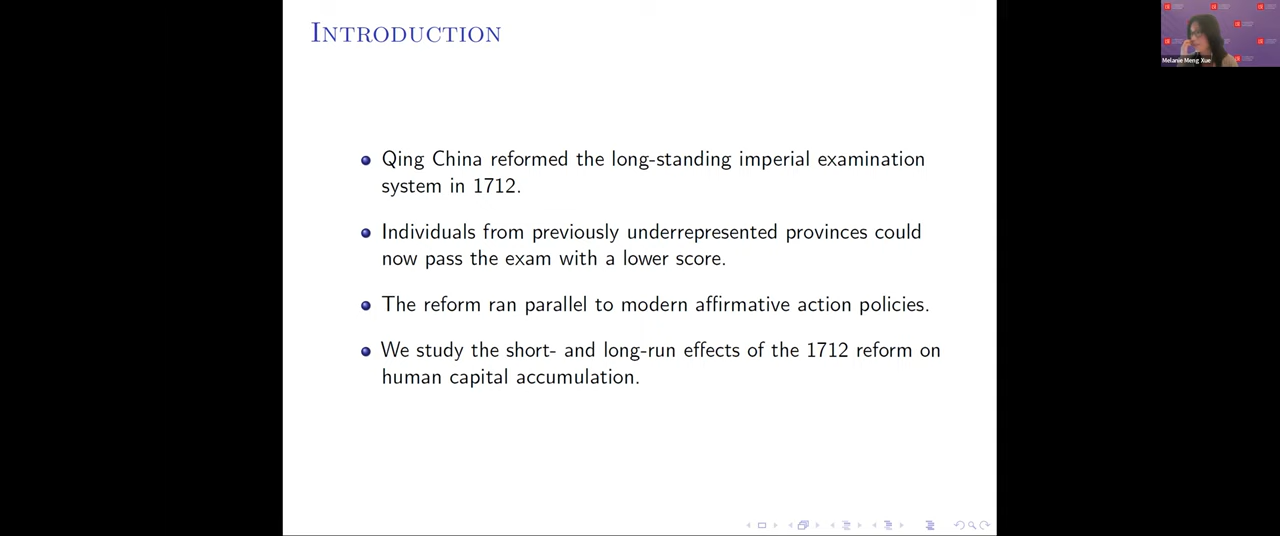 INTRODUCTION
Qing China reformed the long-standing imperial examination
system in 1712.
Individuals from previously underrepresented provinces could
now pass the exam with a lower score.
The reform ran parallel to modern affirmative action policies.
We study the short- and long-run effects of the 1712 reform on
human capital accumulation.
Melanie Meng Xue